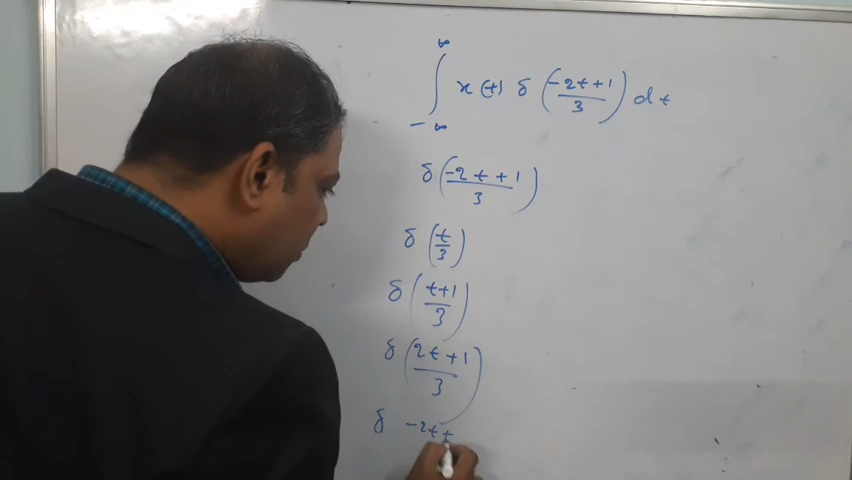 ∞
∫ x(t) δ(-2t+1/3) dt
-∞
δ(-2t+1/3)
δ(t/3)
δ(t+1/3)
δ(2t+1/3)
δ -2t+